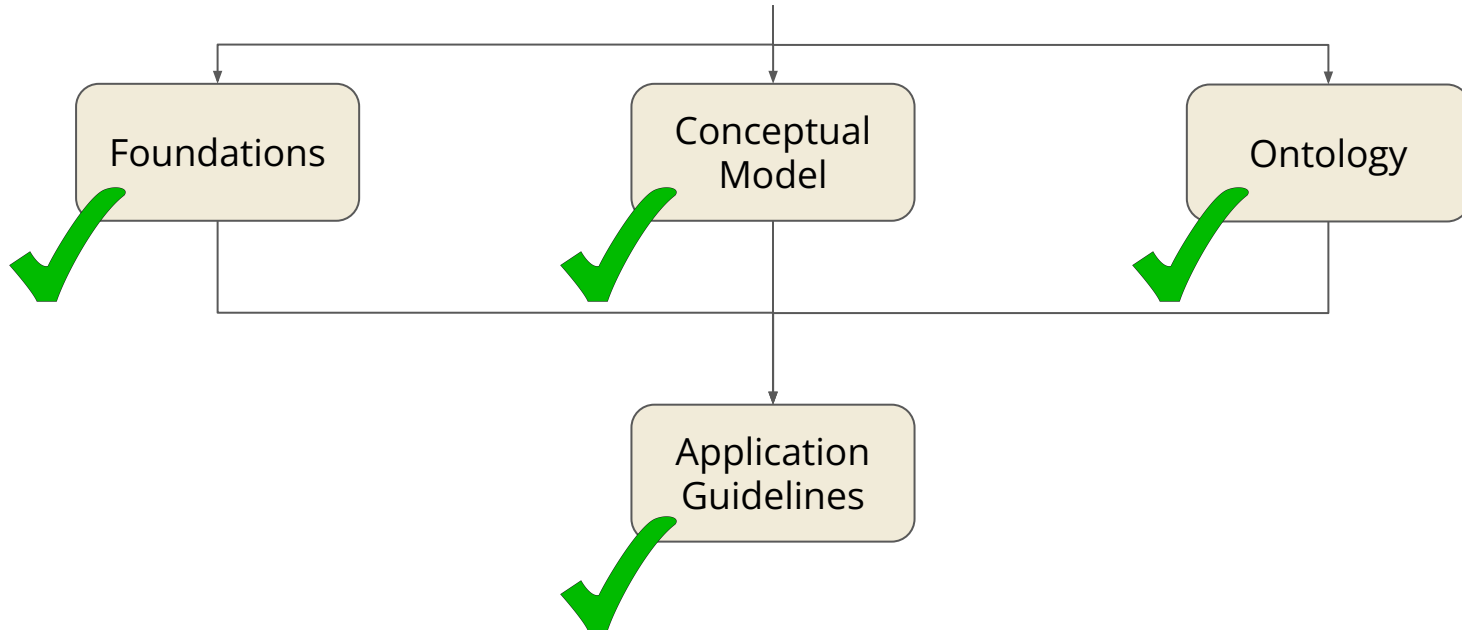 Foundations
Conceptual
Model
Ontology
Application
Guidelines